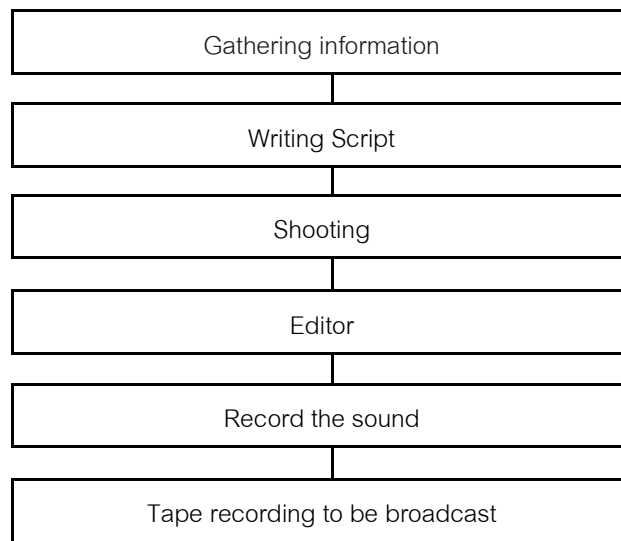 Gathering information
Writing Script
Shooting
Editor
Record the sound
Tape recording to be broadcast